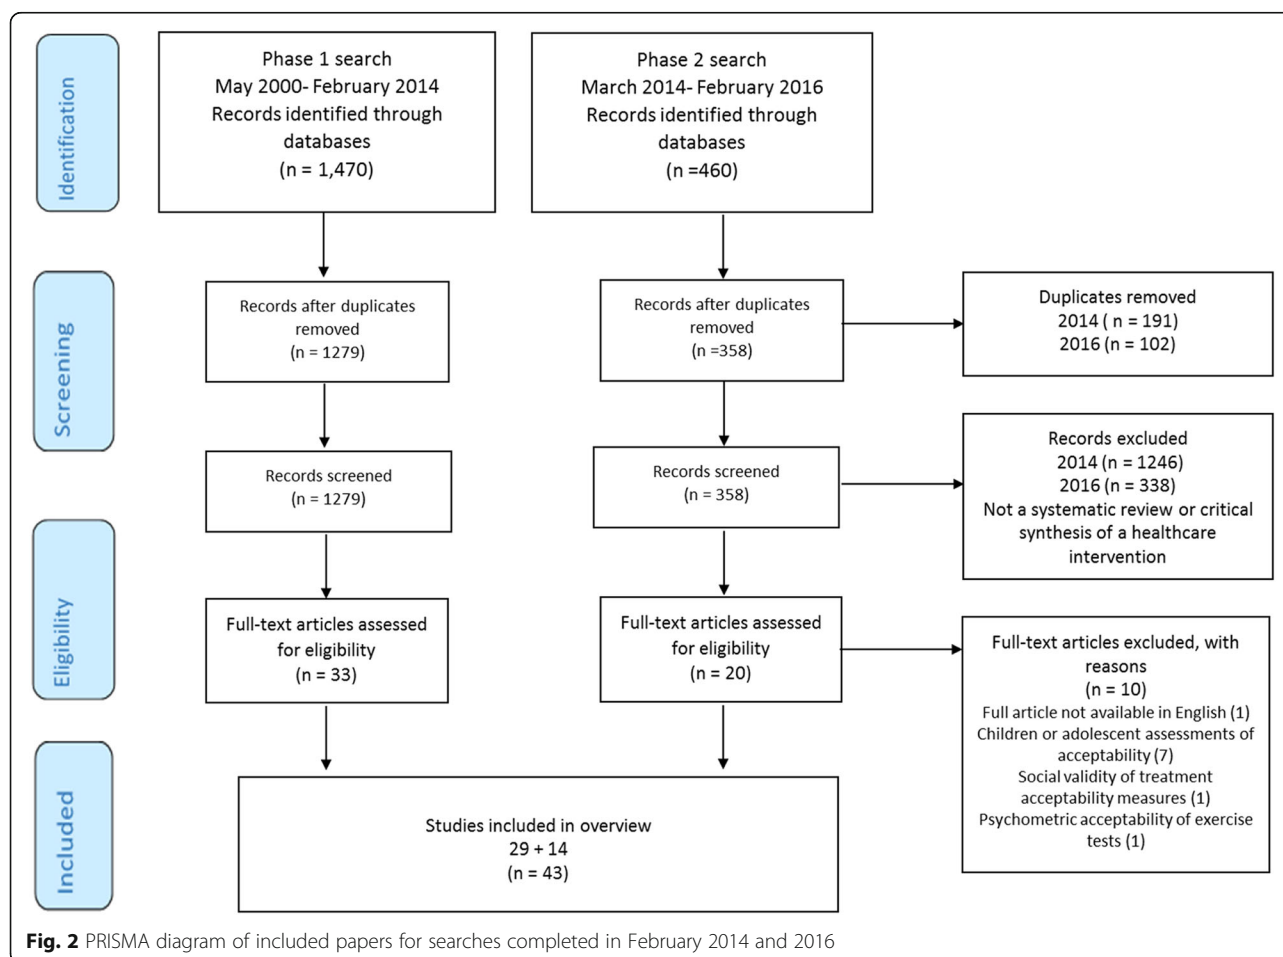 Identification
Phase 1 search
May 2000- February 2014
Records identified through
databases
(n = 1,470)
Phase 2 search
March 2014- February 2016
Records identified through
databases
(n =460)
Screening
Records after duplicates
removed
(n = 1279)
Records after duplicates
removed
(n =358)
Duplicates removed
2014 ( n = 191)
2016 (n = 102)
Records screened
(n = 1279)
Records screened
(n = 358)
Records excluded
2014 (n = 1246)
2016 (n = 338)
Not a systematic review or critical
synthesis of a healthcare
intervention
Eligibility
Full-text articles assessed
for eligibility
(n = 33)
Full-text articles assessed
for eligibility
(n = 20)
Full-text articles excluded, with
reasons
(n = 10)
Full article not available in English (1)
Children or adolescent assessments of
acceptability (7)
Social validity of treatment
acceptability measures (1)
Psychometric acceptability of exercise
tests (1)
Included
Studies included in overview
29 + 14
(n = 43)
Fig. 2 PRISMA diagram of included papers for searches completed in February 2014 and 2016